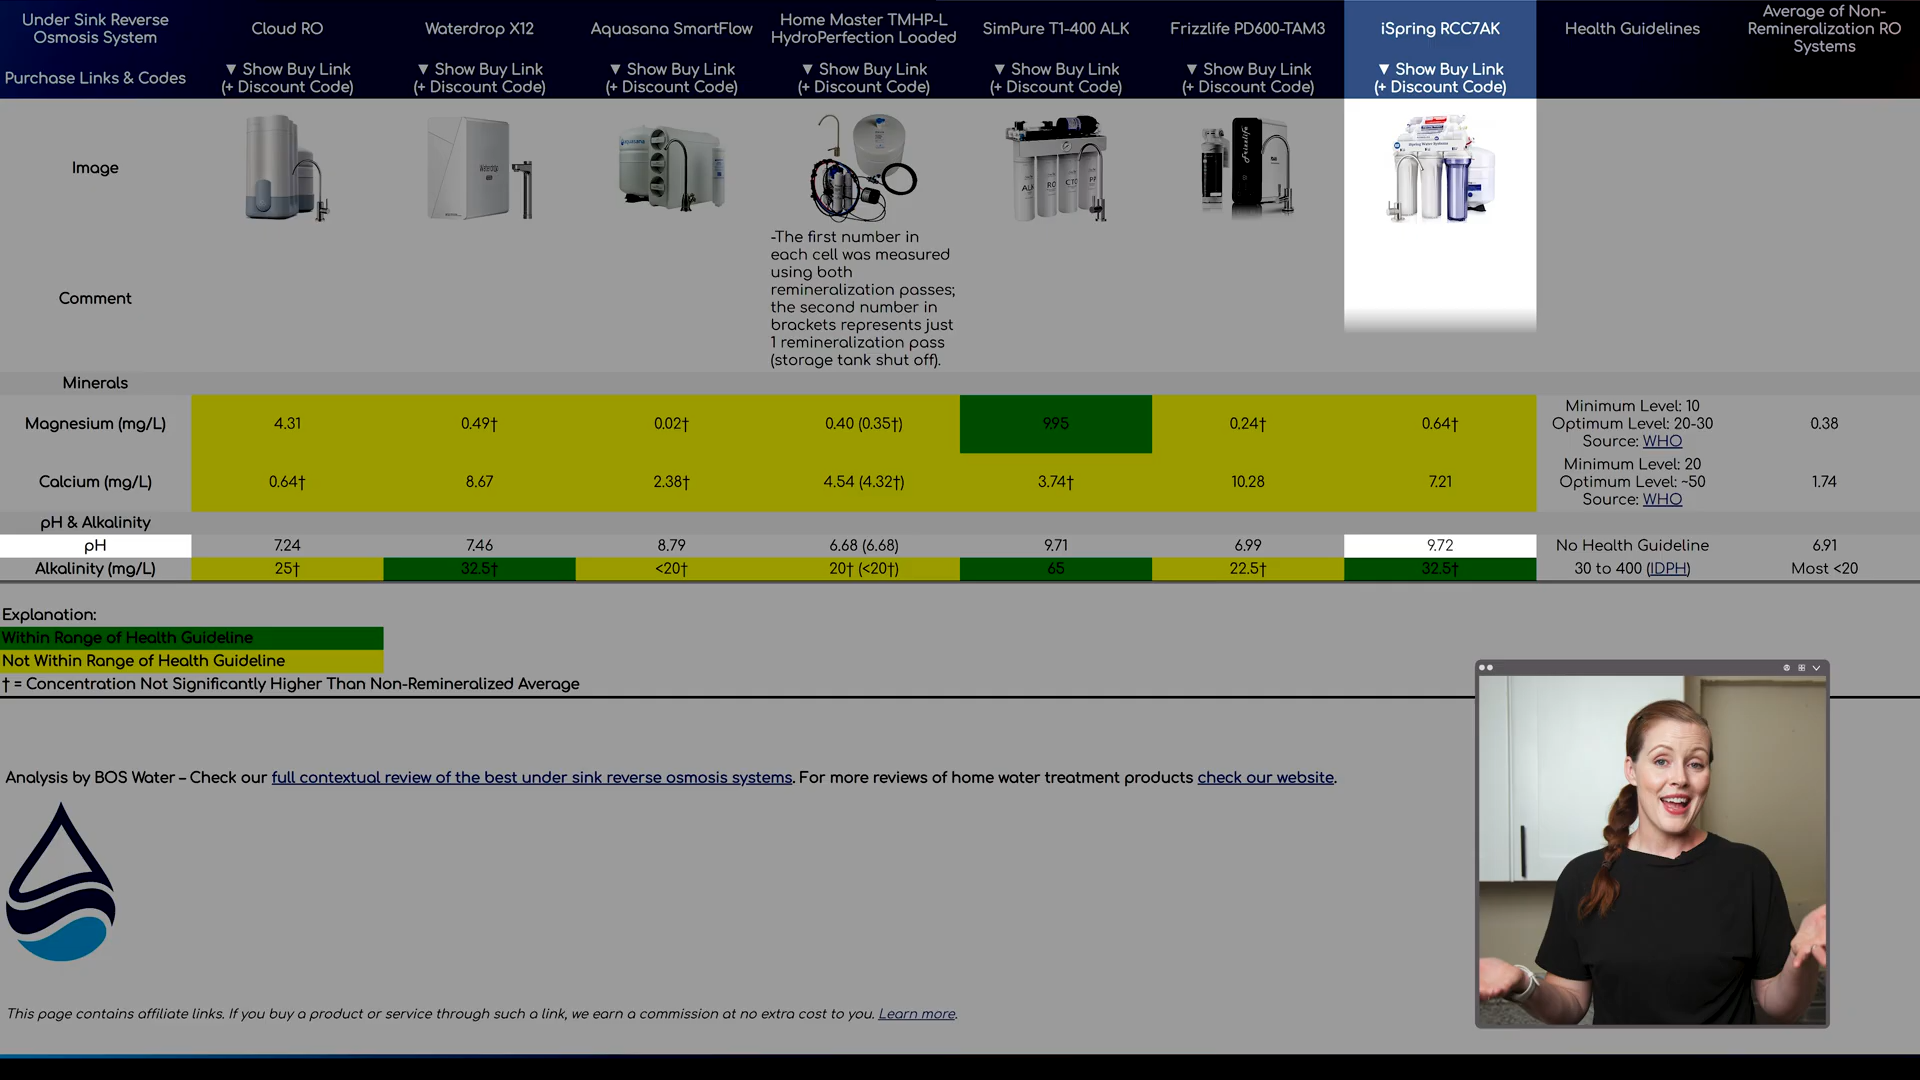 Under Sink Reverse
Osmosis System
Cloud RO
Waterdrop X12
Aquasana SmartFlow
Home Master TMHP-L
HydroPerfection Loaded
SimPure T1-400 ALK
Frizzlife PD600-TAM3
iSpring RCC7AK
Health Guidelines
Average of Non-
Remineralization RO
Systems
Purchase Links & Codes
▼ Show Buy Link
(+ Discount Code)
▼ Show Buy Link
(+ Discount Code)
▼ Show Buy Link
(+ Discount Code)
▼ Show Buy Link
(+ Discount Code)
▼ Show Buy Link
(+ Discount Code)
▼ Show Buy Link
(+ Discount Code)
▼ Show Buy Link
(+ Discount Code)
Image
Comment
-The first number in
each cell was measured
using both
remineralization passes;
the second number in
brackets represents just
1 remineralization pass
(storage tank shut off).
Minerals
Magnesium (mg/L)
4.31
0.49†
0.02†
0.40 (0.35†)
9.95
0.24†
0.64†
Minimum Level: 10
Optimum Level: 20-30
Source: WHO
0.38
Calcium (mg/L)
0.64†
8.67
2.38†
4.54 (4.32†)
3.74†
10.28
7.21
Minimum Level: 20
Optimum Level: ~50
Source: WHO
1.74
pH & Alkalinity
pH
7.24
7.46
8.79
6.68 (6.68)
9.71
6.99
9.72
No Health Guideline
6.91
Alkalinity (mg/L)
25†
32.5†
<20†
20† (<20†)
65
22.5†
32.5†
30 to 400 (IDPH)
Most <20
Explanation:
Within Range of Health Guideline
Not Within Range of Health Guideline
† = Concentration Not Significantly Higher Than Non-Remineralized Average
Analysis by BOS Water – Check our full contextual review of the best under sink reverse osmosis systems. For more reviews of home water treatment products check our website.
This page contains affiliate links. If you buy a product or service through such a link, we earn a commission at no extra cost to you. Learn more.